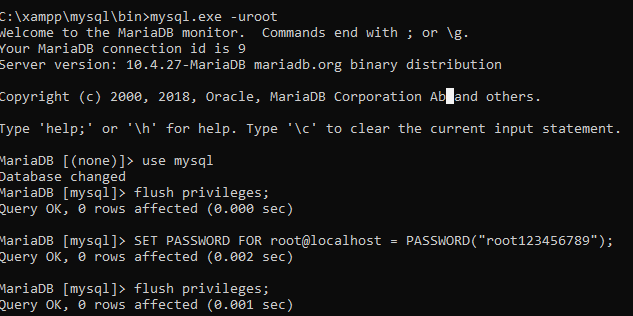 C:\xampp\mysql\bin>mysql.exe -uroot
Welcome to the MariaDB monitor.  Commands end with ; or \g.
Your MariaDB connection id is 9
Server version: 10.4.27-MariaDB mariadb.org binary distribution
Copyright (c) 2000, 2018, Oracle, MariaDB Corporation Ab and others.
Type 'help;' or '\h' for help. Type '\c' to clear the current input statement.
MariaDB [(none)]> use mysql
Database changed
MariaDB [mysql]> flush privileges;
Query OK, 0 rows affected (0.000 sec)
MariaDB [mysql]> SET PASSWORD FOR root@localhost = PASSWORD("root123456789");
Query OK, 0 rows affected (0.002 sec)
MariaDB [mysql]> flush privileges;
Query OK, 0 rows affected (0.001 sec)